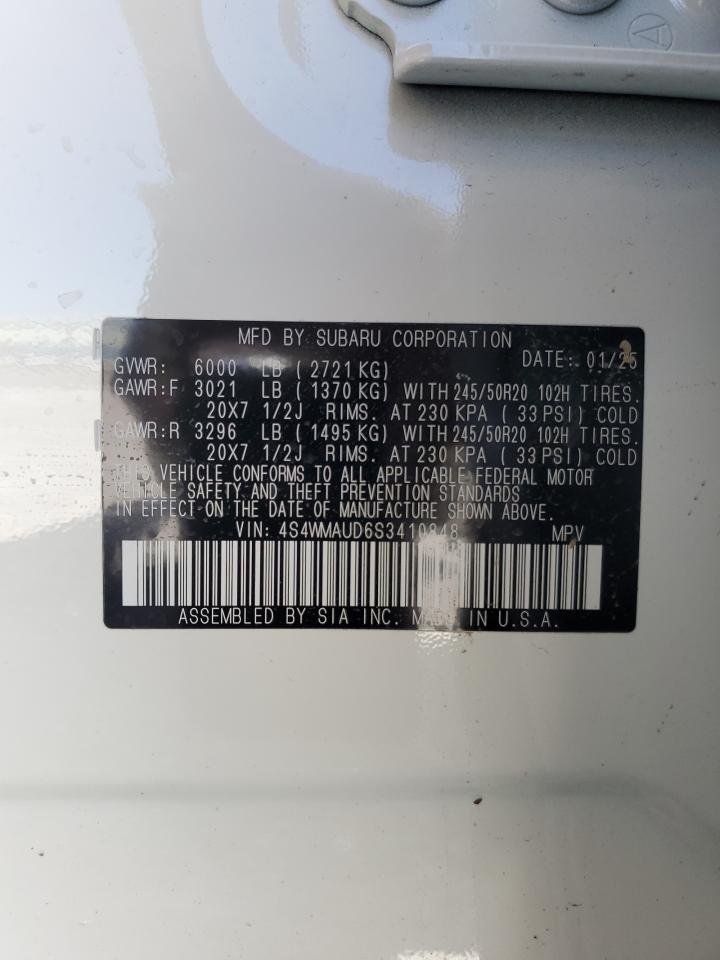 MFD BY SUBARU CORPORATION
DATE: 01/25
GVWR: 6000 LB ( 2721 KG)
GAWR:F 3021 LB ( 1370 KG) WITH 245/50R20 102H TIRES.
20X7 1/2J RIMS. AT 230 KPA ( 33 PSI) COLD
GAWR:R 3296 LB ( 1495 KG) WITH 245/50R20 102H TIRES.
20X7 1/2J RIMS. AT 230 KPA ( 33 PSI) COLD
THIS VEHICLE CONFORMS TO ALL APPLICABLE FEDERAL MOTOR
VEHICLE SAFETY AND THEFT PREVENTION STANDARDS
IN EFFECT ON THE DATE OF MANUFACTURE SHOWN ABOVE.
VIN: 4S4WMAUD6S3410848 MPV
ASSEMBLED BY SIA INC. MADE IN U.S.A.
A